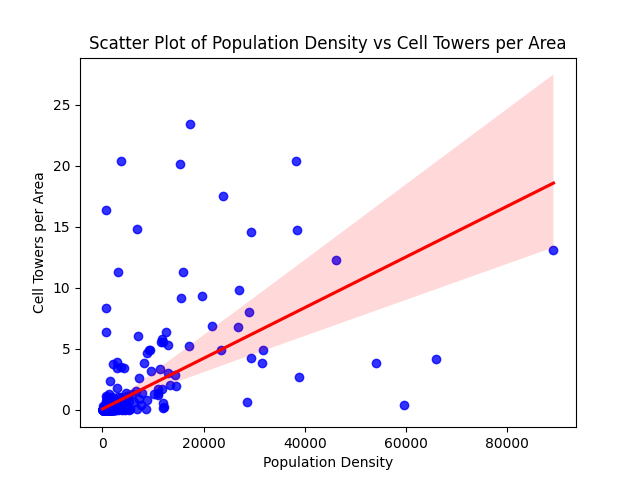 Scatter Plot of Population Density vs Cell Towers per Area
Cell Towers per Area
25
20
15
10
5
0
0 20000 40000 60000 80000
Population Density